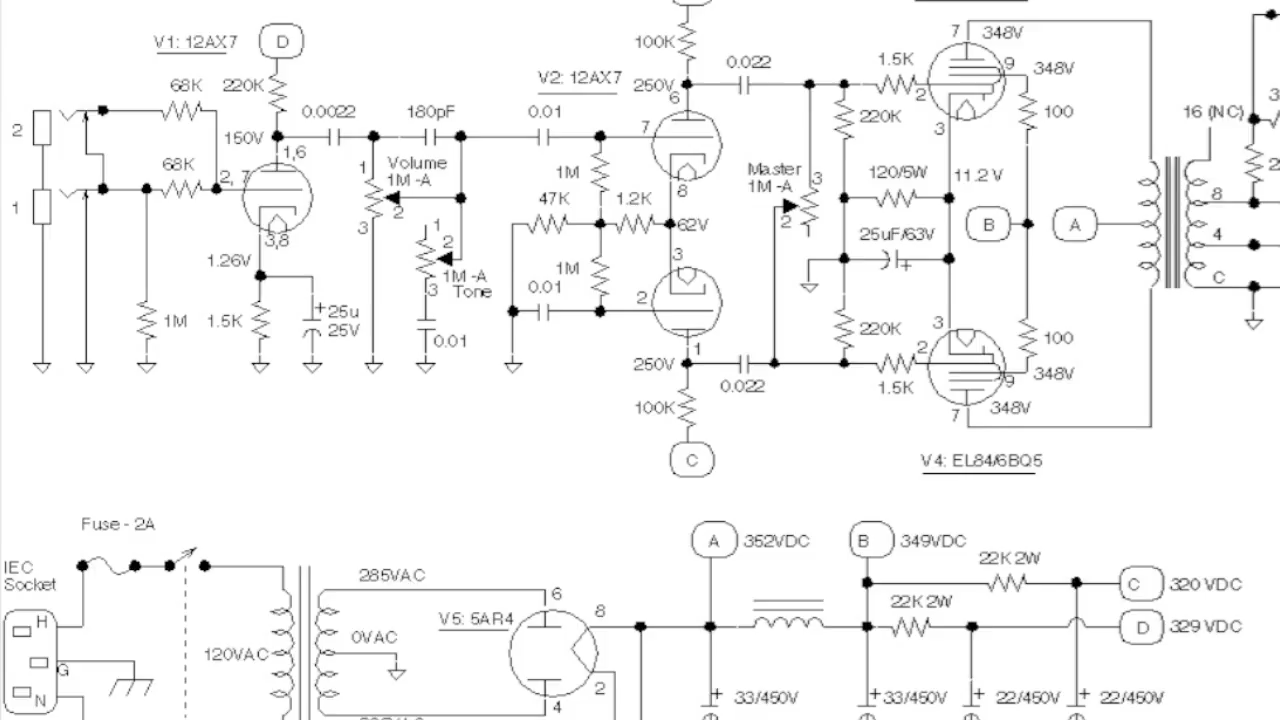 V1: 12AX7
D
68K
220K
2
150V
0.0022
180pF
0.01
1,6
68K
2, 7
1
3,8
1.26V
1M
1.5K
+25u
25V
Volume
1M -A
1
2
3
1
2
1M -A
Tone
3
0.01
V2: 12AX7
100K
250V
6
0.022
7
1M
8
47K
1.2K
62V
3
1M
0.01
2
1
250V
0.022
100K
C
Master
1M -A
3
2
1.5K
2
7
348V
9
348V
220K
3
100
120/5W
11.2 V
25uF/63V
+
B
A
220K
3
2
1.5K
100
9
348V
7
348V
V4: EL84/6BQ5
16 (NC)
8
4
C
3
2
Fuse - 2A
IEC
Socket
H
G
N
120VAC
285VAC
0VAC
V5: 5AR4
6
8
2
4
A
352VDC
B
349VDC
22K 2W
C
320 VDC
22K 2W
D
329 VDC
+
33/450V
+
33/450V
+
22/450V
+
22/450V